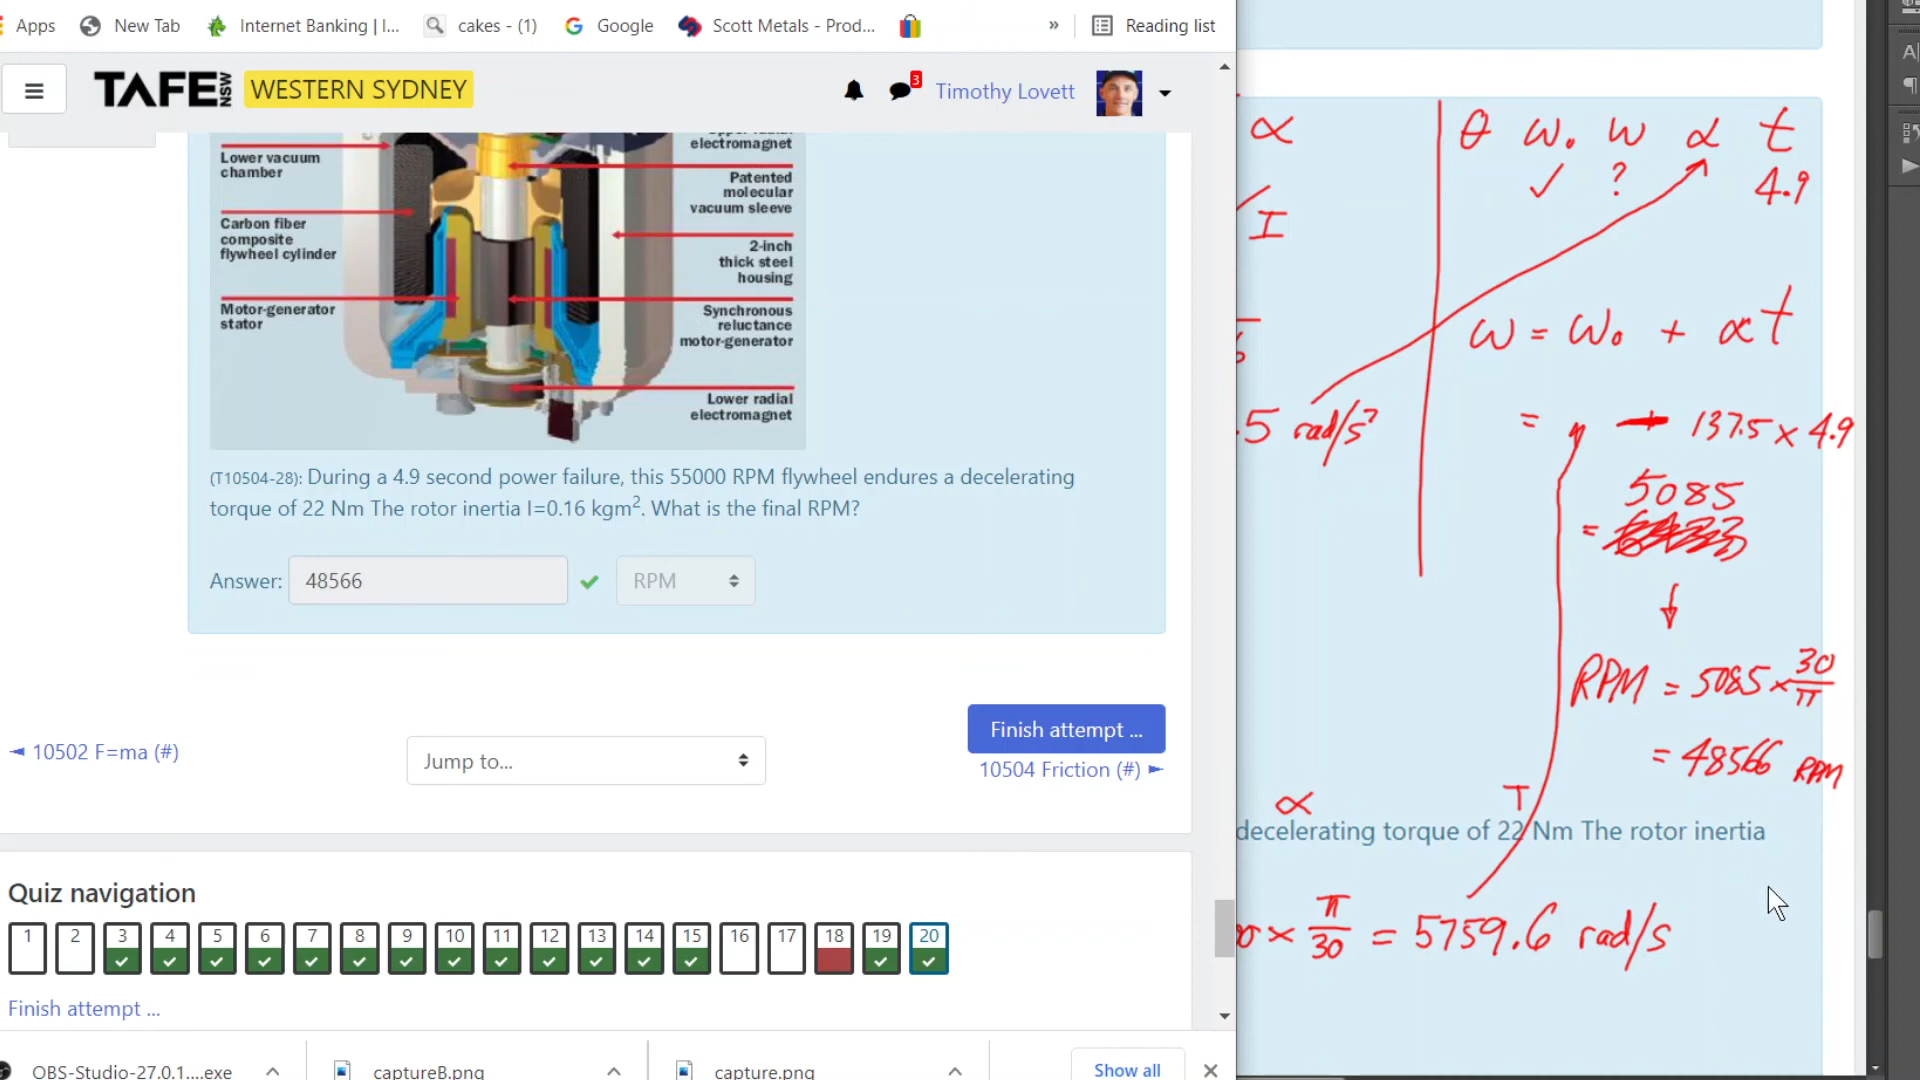 Apps New Tab Internet Banking | I... cakes - (1) Google Scott Metals - Prod... » Reading list
TAFE NSW WESTERN SYDNEY 3 Timothy Lovett
electromagnet
Lower vacuum chamber
Patented molecular vacuum sleeve
Carbon fiber composite flywheel cylinder
2-inch thick steel housing
Motor-generator stator
Synchronous reluctance motor-generator
Lower radial electromagnet
(T10504-28): During a 4.9 second power failure, this 55000 RPM flywheel endures a decelerating
torque of 22 Nm The rotor inertia I=0.16 kgm². What is the final RPM?
Answer: 48566 RPM
Finish attempt ...
◄ 10502 F=ma (#) Jump to... 10504 Friction (#) ►
Quiz navigation
1 2 3 4 5 6 7 8 9 10 11 12 13 14 15 16 17 18 19 20
Finish attempt ...
OBS-Studio-27.0.1....exe captureB.png capture.png Show all
α
I
.5 rad/s²
θ ω₀ ω α t
✓ ? 4.9
ω = ω₀ + αt
= " - 137.5 × 4.9
5085
=
RPM = 5085 × 30/π
= 48566 RPM
α T
decelerating torque of 22 Nm The rotor inertia
0 × π/30 = 5759.6 rad/s